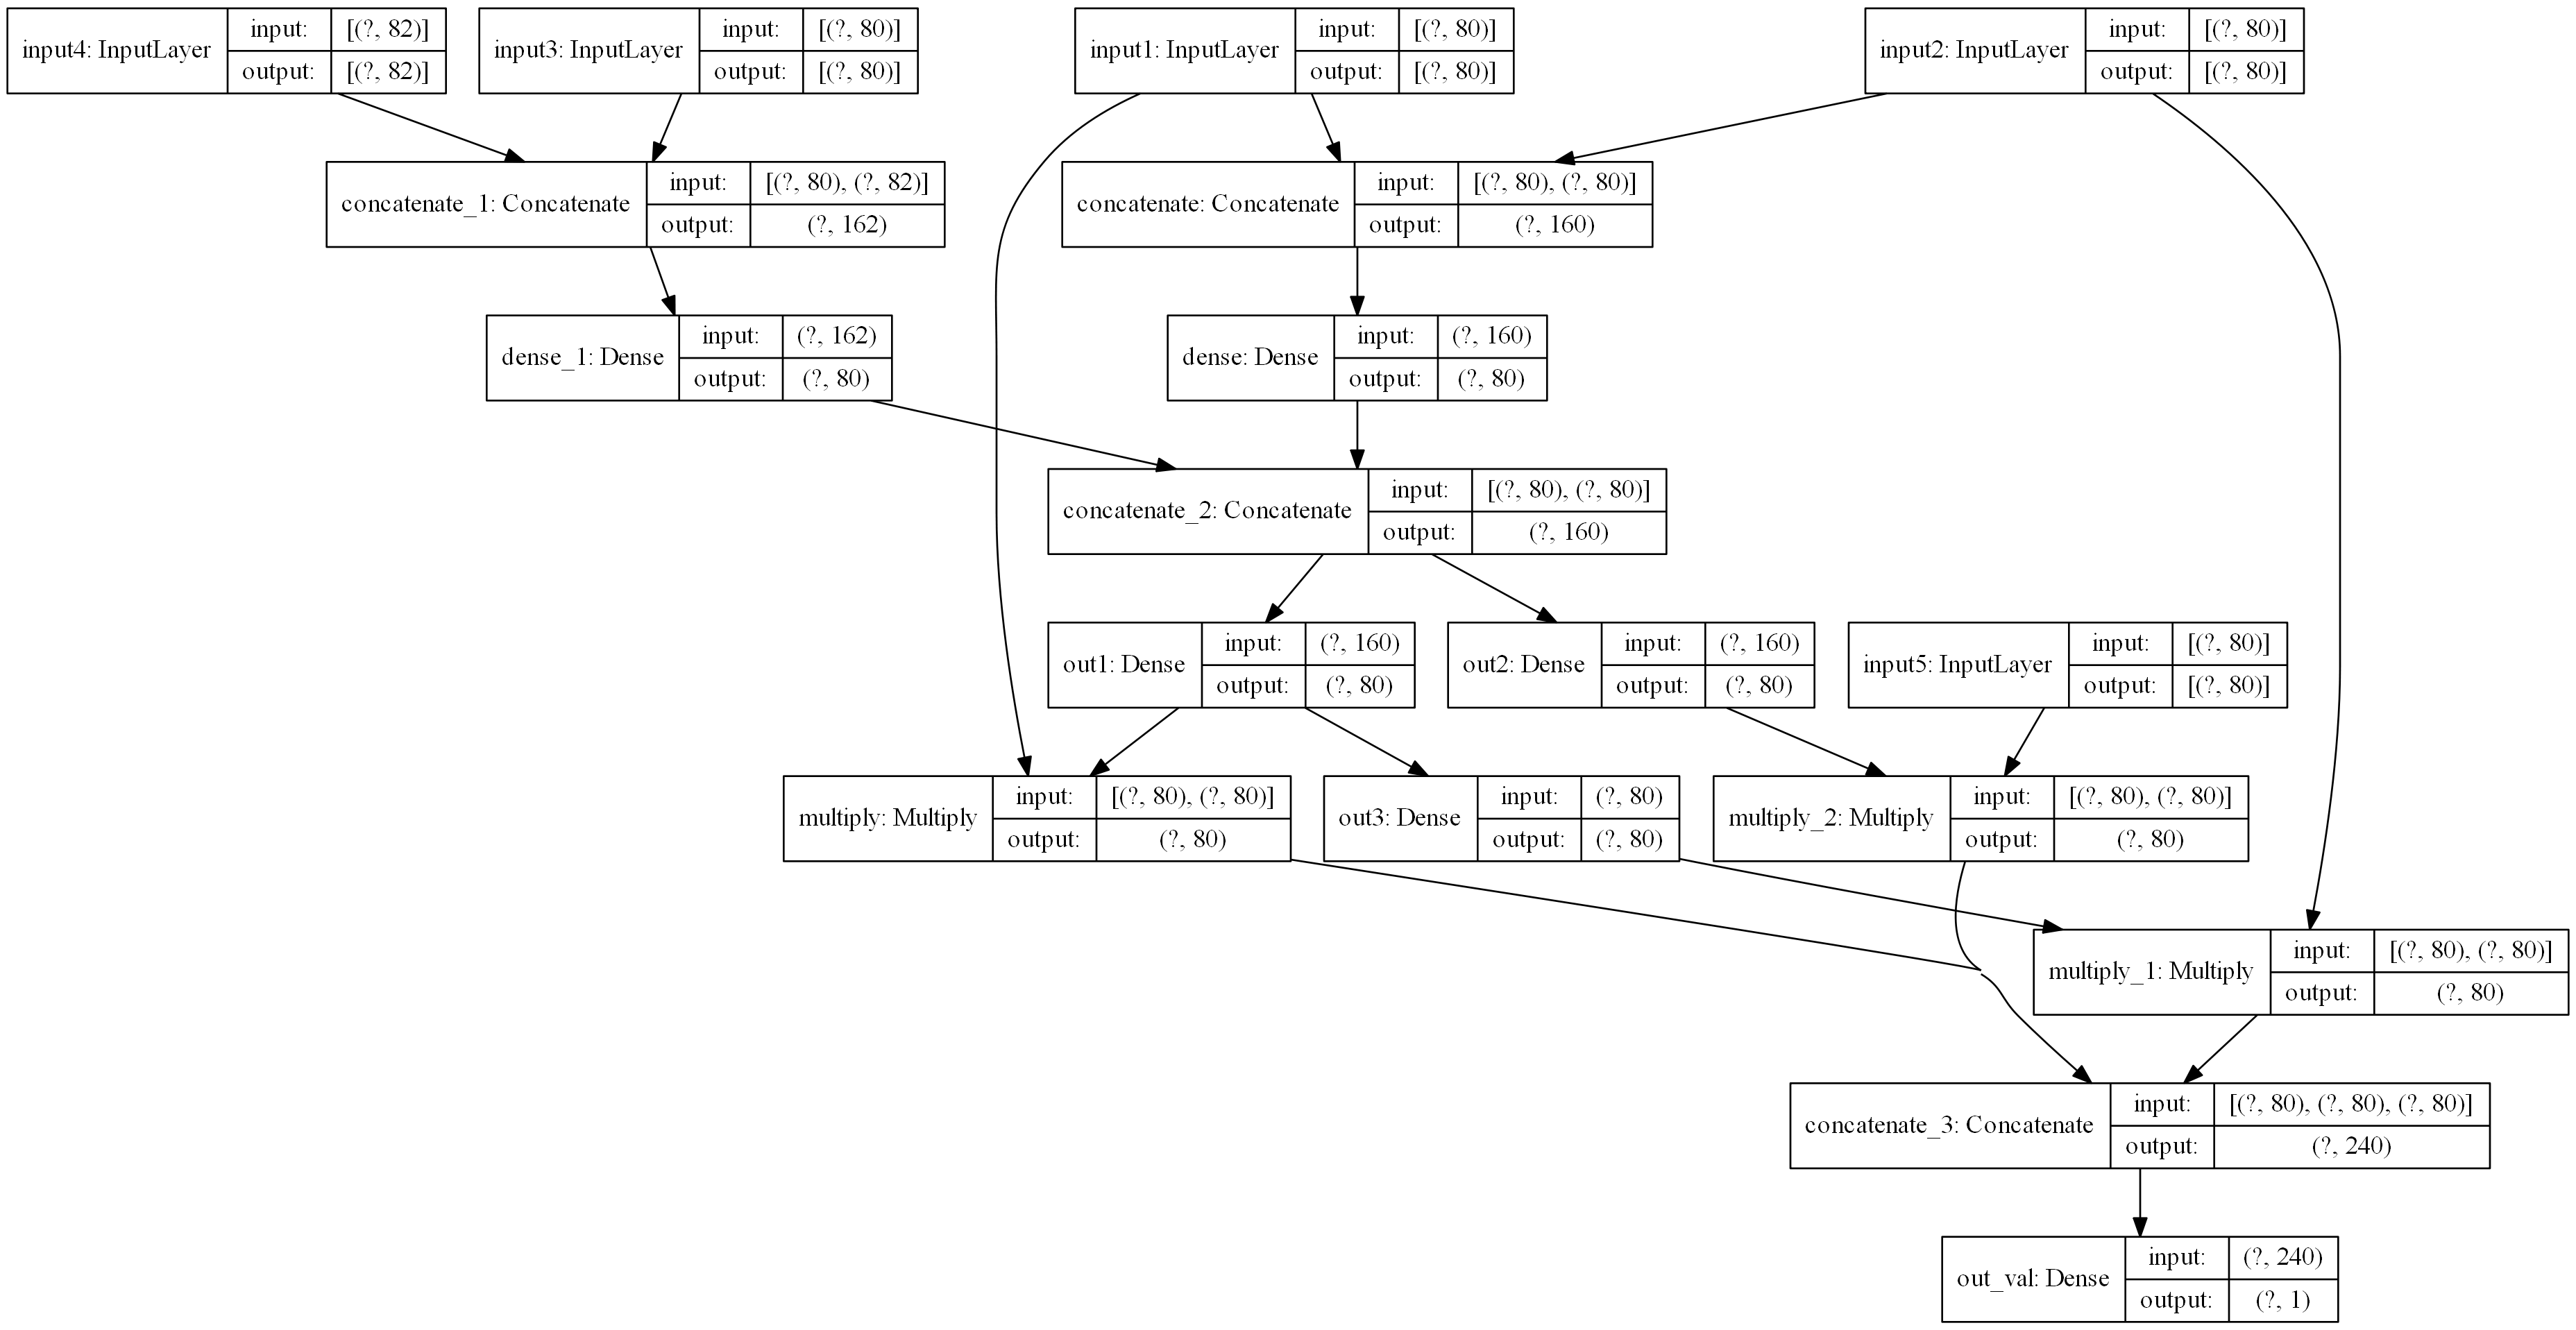 input4: InputLayer
input: [(?, 82)]
output: [(?, 82)]
input3: InputLayer
input: [(?, 80)]
output: [(?, 80)]
input1: InputLayer
input: [(?, 80)]
output: [(?, 80)]
input2: InputLayer
input: [(?, 80)]
output: [(?, 80)]
concatenate_1: Concatenate
input: [(?, 80), (?, 82)]
output: (?, 162)
concatenate: Concatenate
input: [(?, 80), (?, 80)]
output: (?, 160)
dense_1: Dense
input: (?, 162)
output: (?, 80)
dense: Dense
input: (?, 160)
output: (?, 80)
concatenate_2: Concatenate
input: [(?, 80), (?, 80)]
output: (?, 160)
out1: Dense
input: (?, 160)
output: (?, 80)
out2: Dense
input: (?, 160)
output: (?, 80)
input5: InputLayer
input: [(?, 80)]
output: [(?, 80)]
multiply: Multiply
input: [(?, 80), (?, 80)]
output: (?, 80)
out3: Dense
input: (?, 80)
output: (?, 80)
multiply_2: Multiply
input: [(?, 80), (?, 80)]
output: (?, 80)
multiply_1: Multiply
input: [(?, 80), (?, 80)]
output: (?, 80)
concatenate_3: Concatenate
input: [(?, 80), (?, 80), (?, 80)]
output: (?, 240)
out_val: Dense
input: (?, 240)
output: (?, 1)